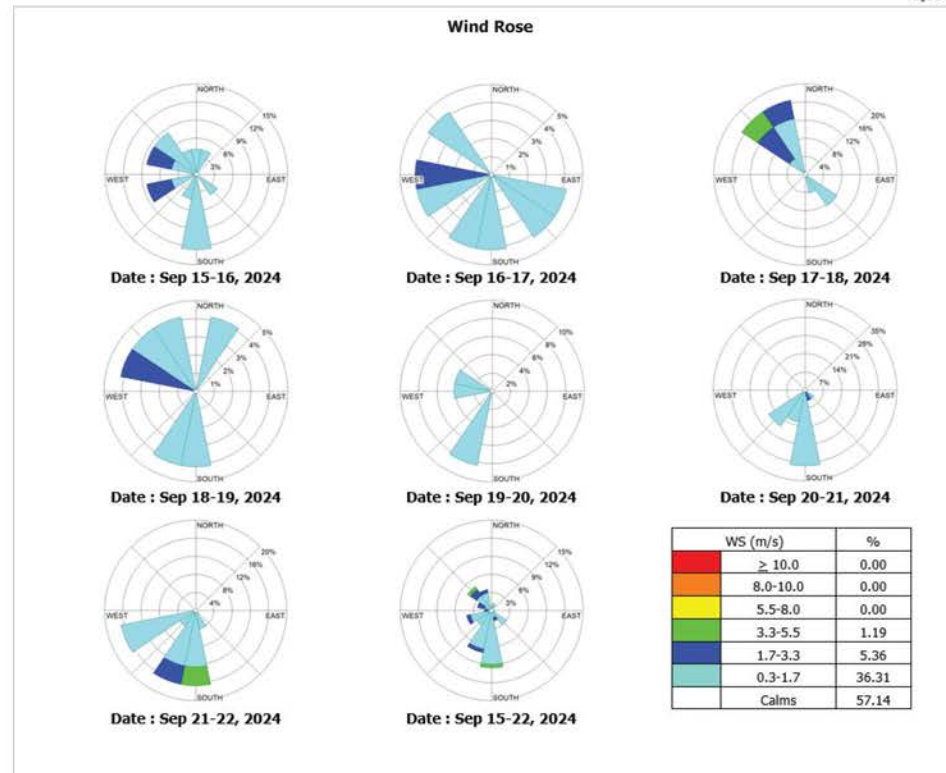 Wind Rose
NORTH
15%
12%
9%
6%
3%
WEST
EAST
SOUTH
Date : Sep 15-16, 2024
NORTH
5%
4%
3%
2%
1%
WEST
EAST
SOUTH
Date : Sep 16-17, 2024
NORTH
20%
16%
12%
8%
4%
WEST
EAST
SOUTH
Date : Sep 17-18, 2024
NORTH
5%
4%
3%
2%
1%
WEST
EAST
SOUTH
Date : Sep 18-19, 2024
NORTH
10%
8%
6%
4%
2%
WEST
EAST
SOUTH
Date : Sep 19-20, 2024
NORTH
35%
28%
21%
14%
7%
WEST
EAST
SOUTH
Date : Sep 20-21, 2024
NORTH
20%
16%
12%
8%
4%
WEST
EAST
SOUTH
Date : Sep 21-22, 2024
NORTH
15%
12%
9%
6%
3%
WEST
EAST
SOUTH
Date : Sep 15-22, 2024
WS (m/s) %
≥ 10.0 0.00
8.0-10.0 0.00
5.5-8.0 0.00
3.3-5.5 1.19
1.7-3.3 5.36
0.3-1.7 36.31
Calms 57.14